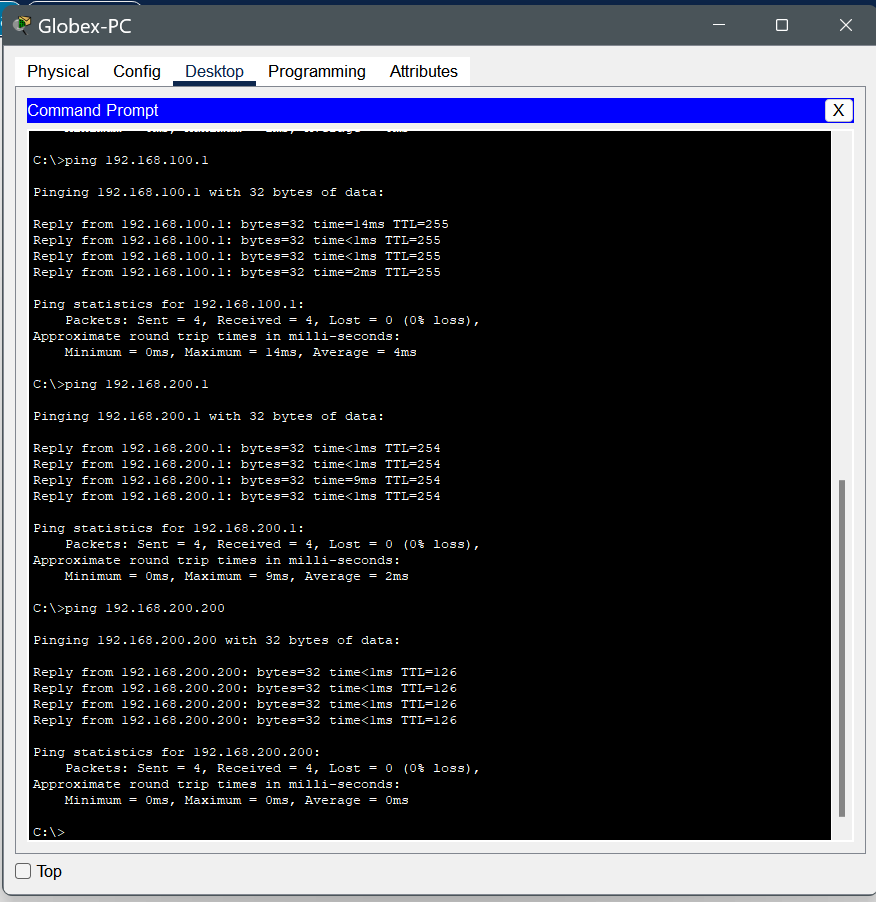 Globex-PC
Physical Config Desktop Programming Attributes
Command Prompt X
C:\>ping 192.168.100.1
Pinging 192.168.100.1 with 32 bytes of data:
Reply from 192.168.100.1: bytes=32 time=14ms TTL=255
Reply from 192.168.100.1: bytes=32 time<1ms TTL=255
Reply from 192.168.100.1: bytes=32 time<1ms TTL=255
Reply from 192.168.100.1: bytes=32 time=2ms TTL=255
Ping statistics for 192.168.100.1:
Packets: Sent = 4, Received = 4, Lost = 0 (0% loss),
Approximate round trip times in milli-seconds:
Minimum = 0ms, Maximum = 14ms, Average = 4ms
C:\>ping 192.168.200.1
Pinging 192.168.200.1 with 32 bytes of data:
Reply from 192.168.200.1: bytes=32 time<1ms TTL=254
Reply from 192.168.200.1: bytes=32 time<1ms TTL=254
Reply from 192.168.200.1: bytes=32 time=9ms TTL=254
Reply from 192.168.200.1: bytes=32 time<1ms TTL=254
Ping statistics for 192.168.200.1:
Packets: Sent = 4, Received = 4, Lost = 0 (0% loss),
Approximate round trip times in milli-seconds:
Minimum = 0ms, Maximum = 9ms, Average = 2ms
C:\>ping 192.168.200.200
Pinging 192.168.200.200 with 32 bytes of data:
Reply from 192.168.200.200: bytes=32 time<1ms TTL=126
Reply from 192.168.200.200: bytes=32 time<1ms TTL=126
Reply from 192.168.200.200: bytes=32 time<1ms TTL=126
Reply from 192.168.200.200: bytes=32 time<1ms TTL=126
Ping statistics for 192.168.200.200:
Packets: Sent = 4, Received = 4, Lost = 0 (0% loss),
Approximate round trip times in milli-seconds:
Minimum = 0ms, Maximum = 0ms, Average = 0ms
C:\>
Top